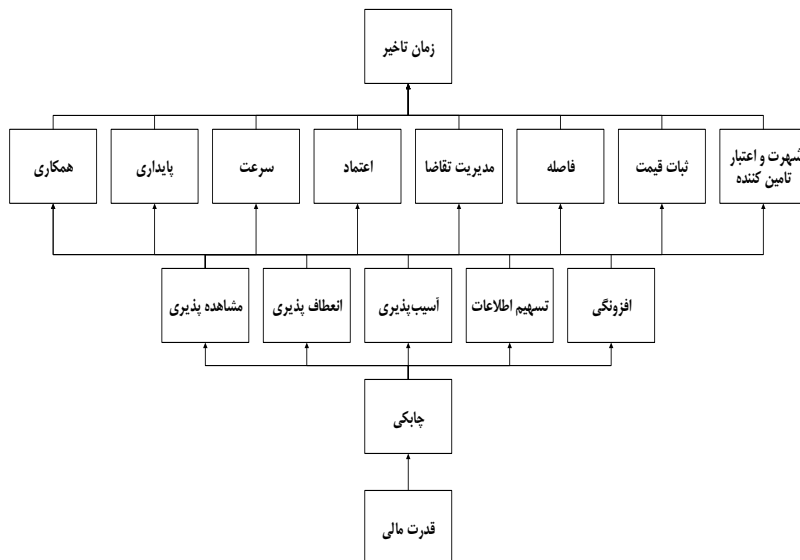 زمان تاخیر
شهرت و اعتبار
تامین کننده
ثبات قیمت
فاصله
مدیریت تقاضا
اعتماد
سرعت
پایداری
همکاری
افزونگی
تسهیم اطلاعات
آسیب‌پذیری
انعطاف پذیری
مشاهده پذیری
چابکی
قدرت مالی